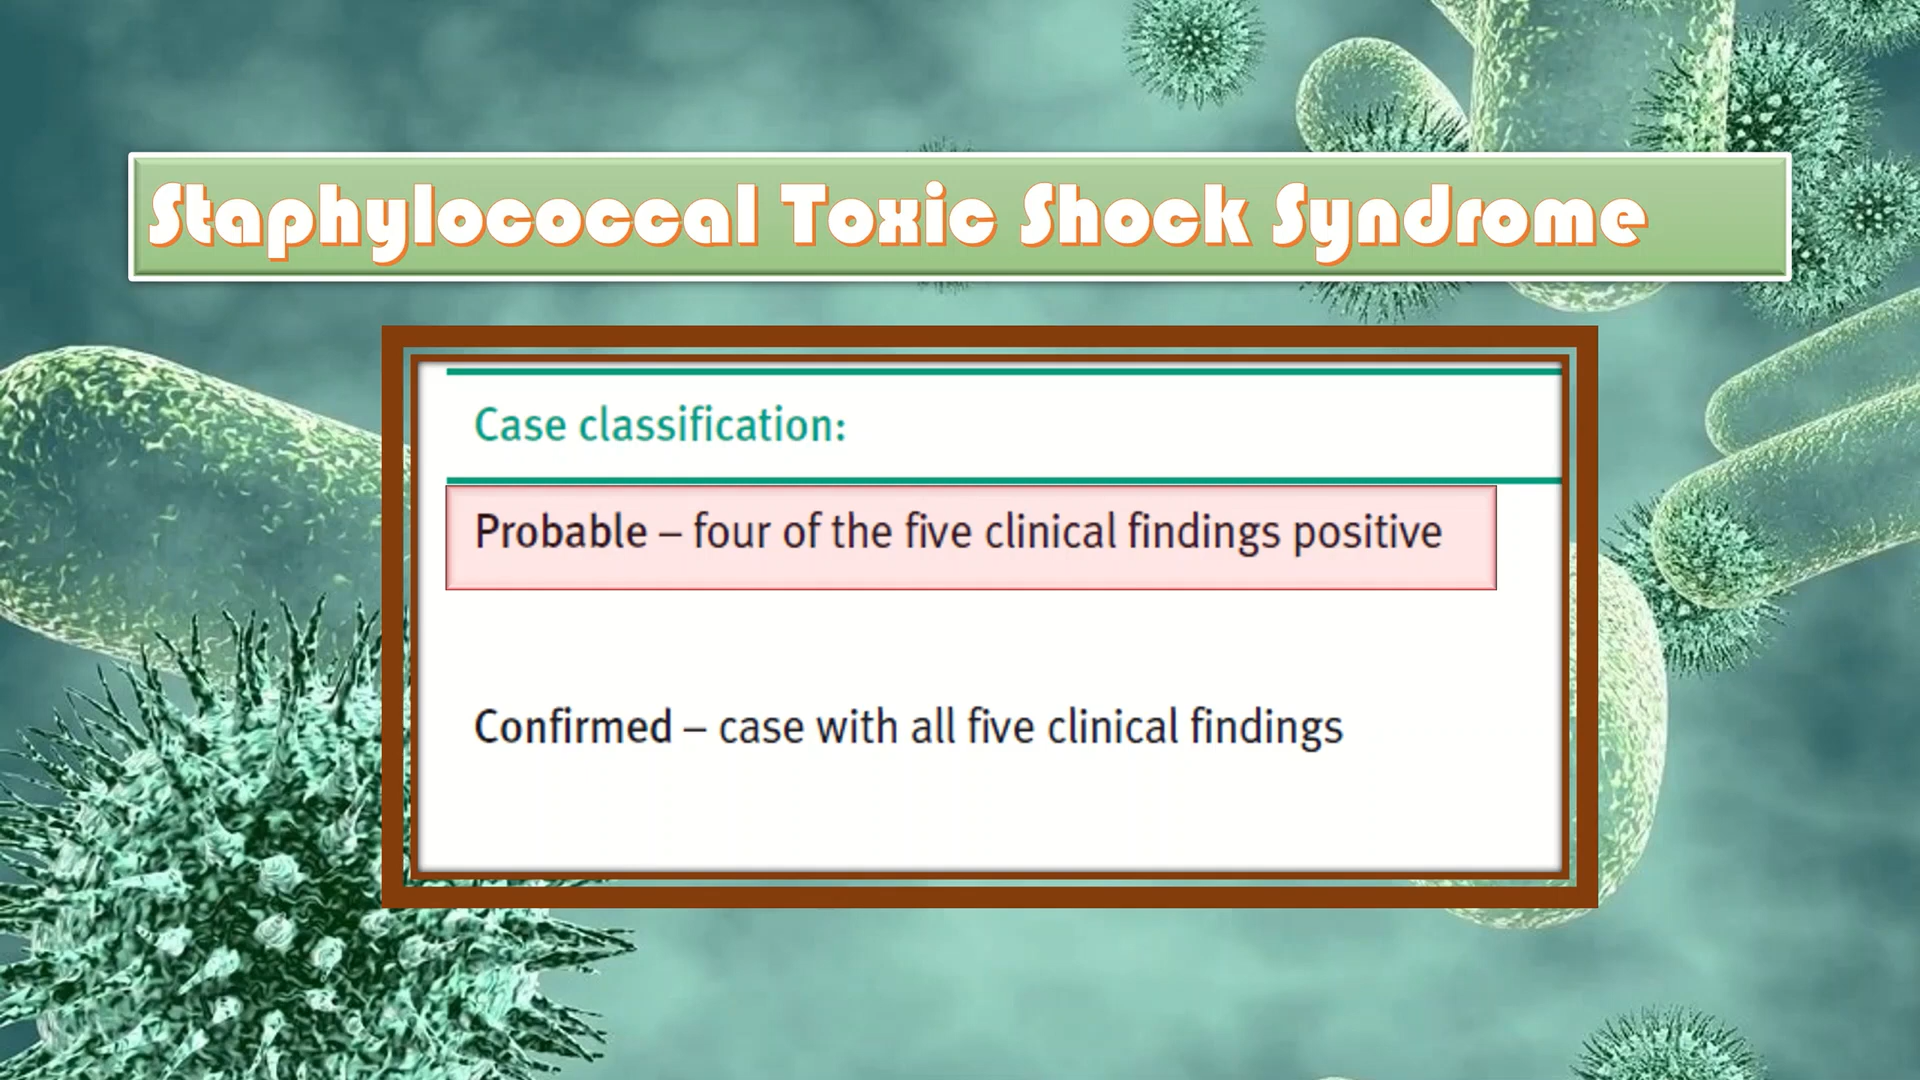 Staphylococcal Toxic Shock Syndrome
Case classification:
Probable – four of the five clinical findings positive
Confirmed – case with all five clinical findings